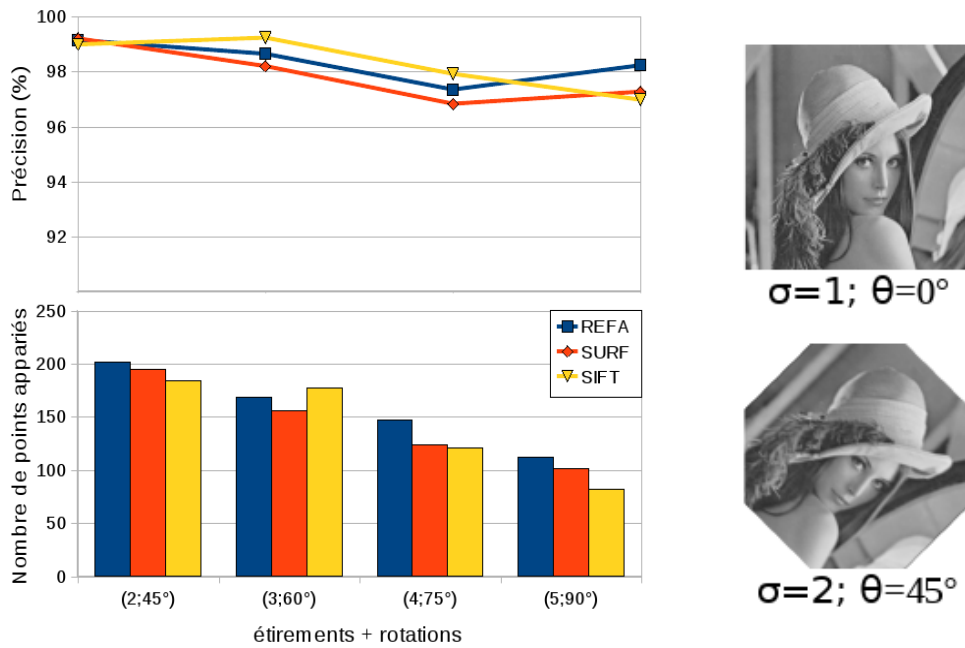 100
98
96
94
92
Précision (%)
250
200
150
100
50
0
Nombre de points appariés
REFA
SURF
SIFT
(2;45°)
(3;60°)
(4;75°)
(5;90°)
étirements + rotations
σ=1; θ=0°
σ=2; θ=45°